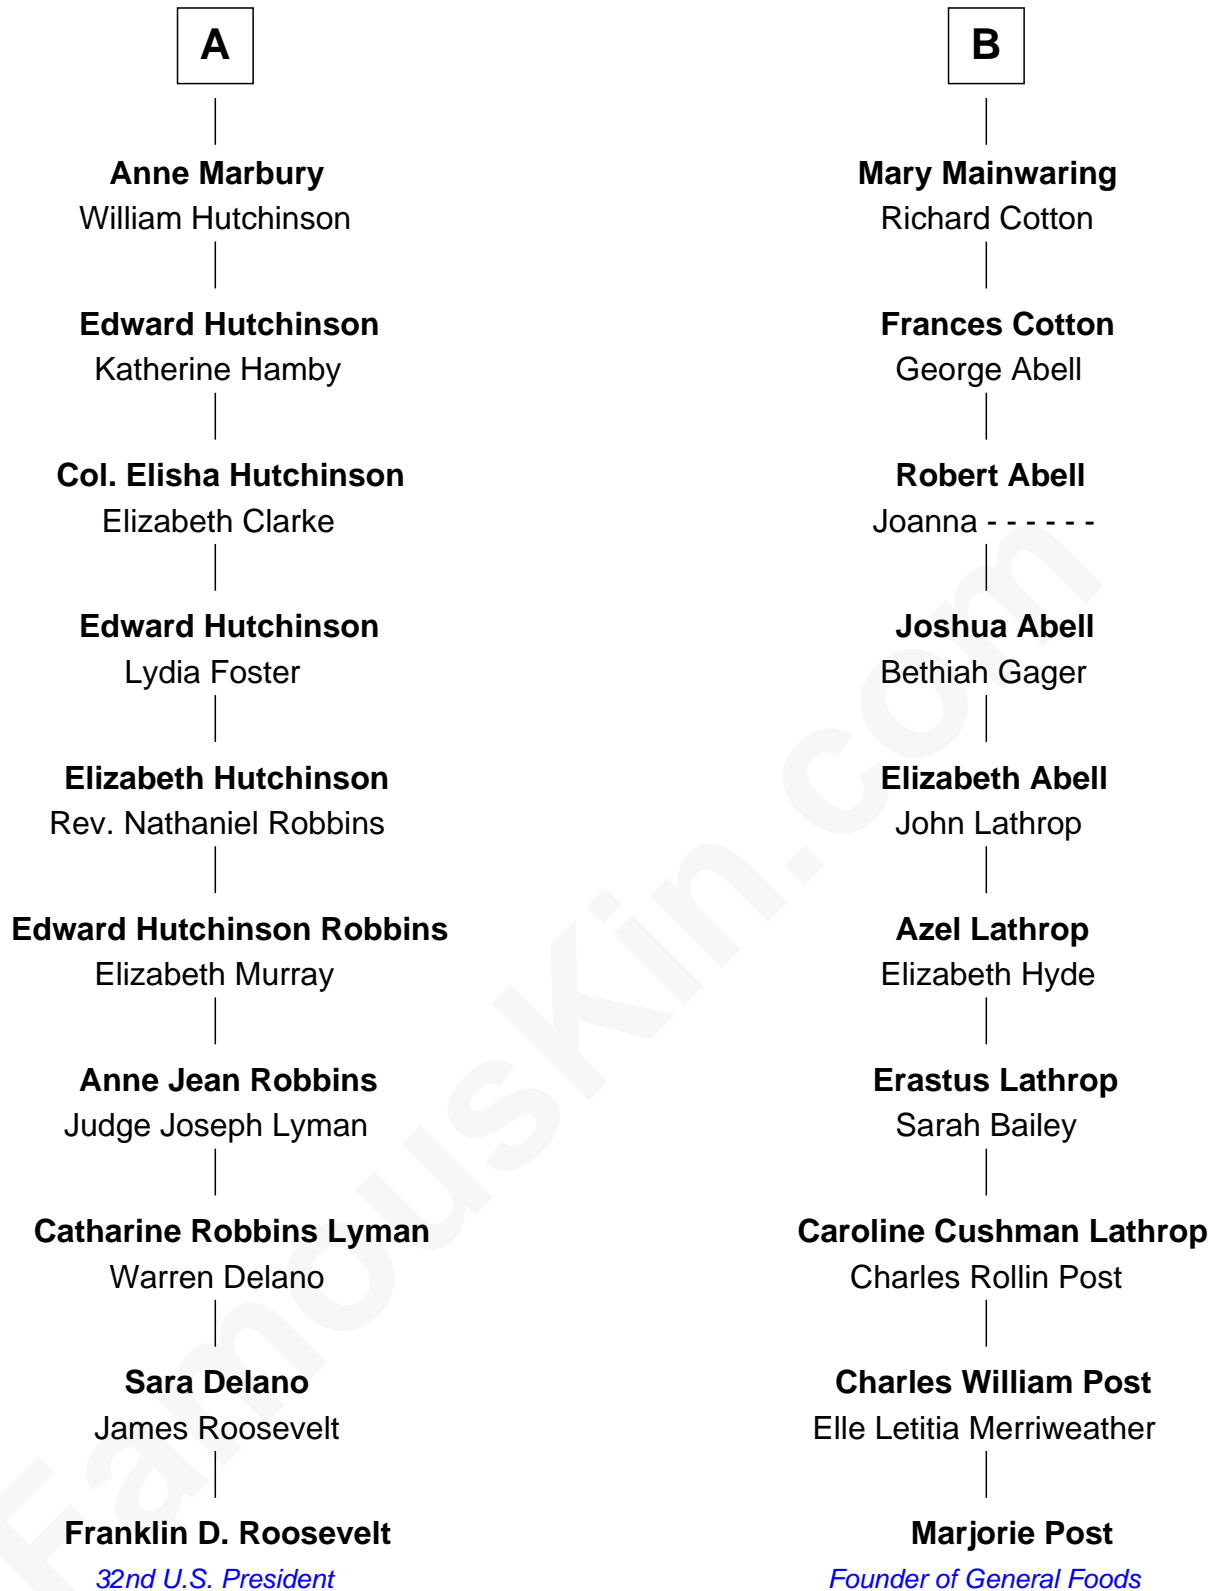 A
Anne Marbury
William Hutchinson
Edward Hutchinson
Katherine Hamby
Col. Elisha Hutchinson
Elizabeth Clarke
Edward Hutchinson
Lydia Foster
Elizabeth Hutchinson
Rev. Nathaniel Robbins
Edward Hutchinson Robbins
Elizabeth Murray
Anne Jean Robbins
Judge Joseph Lyman
Catharine Robbins Lyman
Warren Delano
Sara Delano
James Roosevelt
Franklin D. Roosevelt
32nd U.S. President
B
Mary Mainwaring
Richard Cotton
Frances Cotton
George Abell
Robert Abell
Joanna - - - - - -
Joshua Abell
Bethiah Gager
Elizabeth Abell
John Lathrop
Azel Lathrop
Elizabeth Hyde
Erastus Lathrop
Sarah Bailey
Caroline Cushman Lathrop
Charles Rollin Post
Charles William Post
Elle Letitia Merriweather
Marjorie Post
Founder of General Foods
FamousKin.com